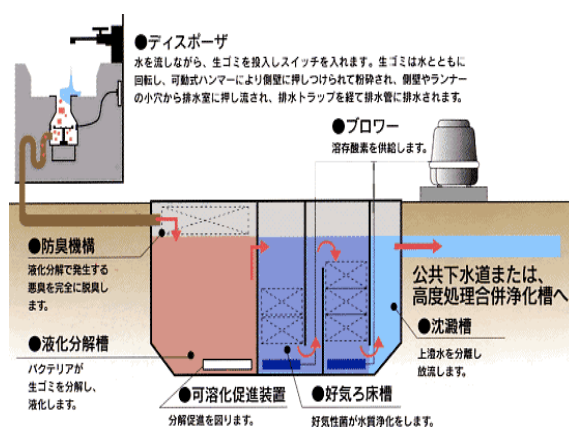 ●ディスポーザ
水を流しながら、生ゴミを投入しスイッチを入れます。生ゴミは水とともに
回転し、可動式ハンマーにより側壁に押しつけられて粉砕され、側壁やランナー
の小穴から排水室に押し流され、排水トラップを経て排水管に排水されます。
●ブロワー
溶存酸素を供給します。
●防臭機構
液化分解で発生する
悪臭を完全に脱臭し
ます。
公共下水道または、
高度処理合併浄化槽へ
●液化分解槽
バクテリアが
生ゴミを分解し、
液化します。
●沈澱槽
上澄水を分離し
放流します。
●可溶化促進装置
分解促進を図ります。
●好気ろ床槽
好気性菌が水質浄化をします。